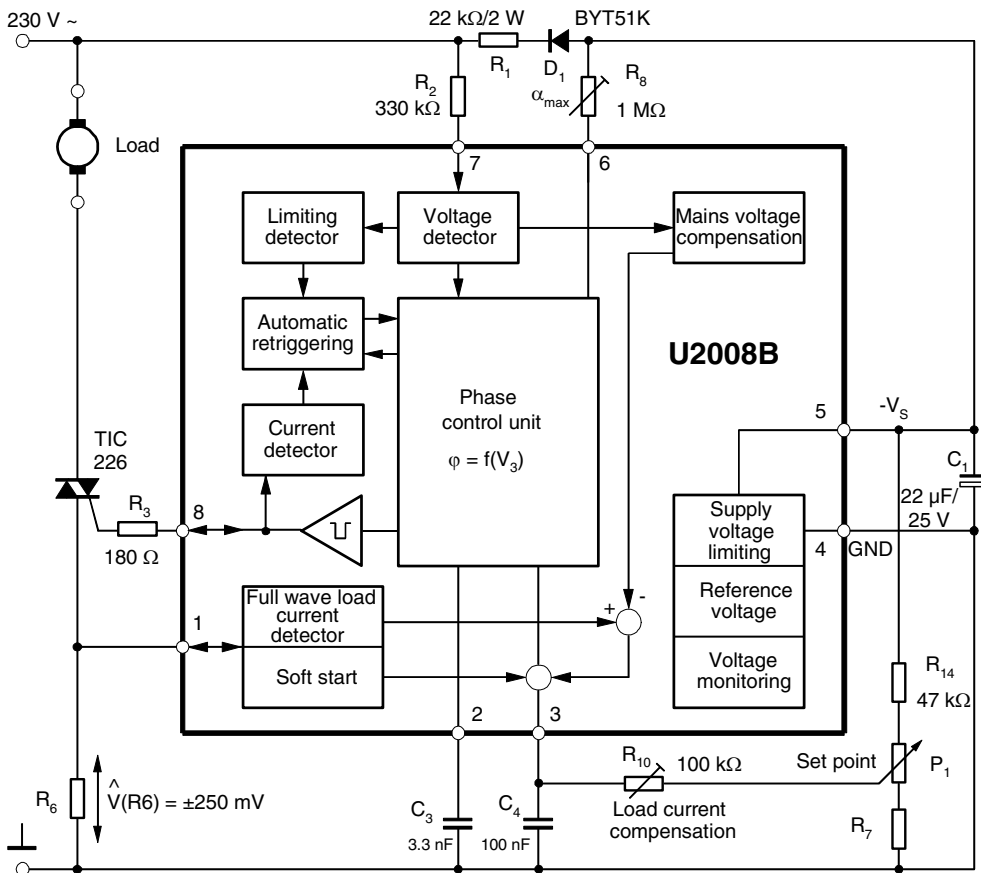 230 V ~
22 kΩ/2 W
BYT51K
R1
D1
R2
330 kΩ
αmax
R8
1 MΩ
Load
7
6
Limiting
detector
Voltage
detector
Mains voltage
compensation
Automatic
retriggering
U2008B
Phase
control unit
φ = f(V3)
Current
detector
5
-VS
TIC
226
R3
180 Ω
8
C1
22 μF/
25 V
Supply
voltage
limiting
4
GND
Reference
voltage
Voltage
monitoring
1
Full wave load
current
detector
Soft start
+
-
R14
47 kΩ
2
3
R10
100 kΩ
Set point
P1
Load current
compensation
R6
^
V(R6) = ±250 mV
C3
3.3 nF
C4
100 nF
R7